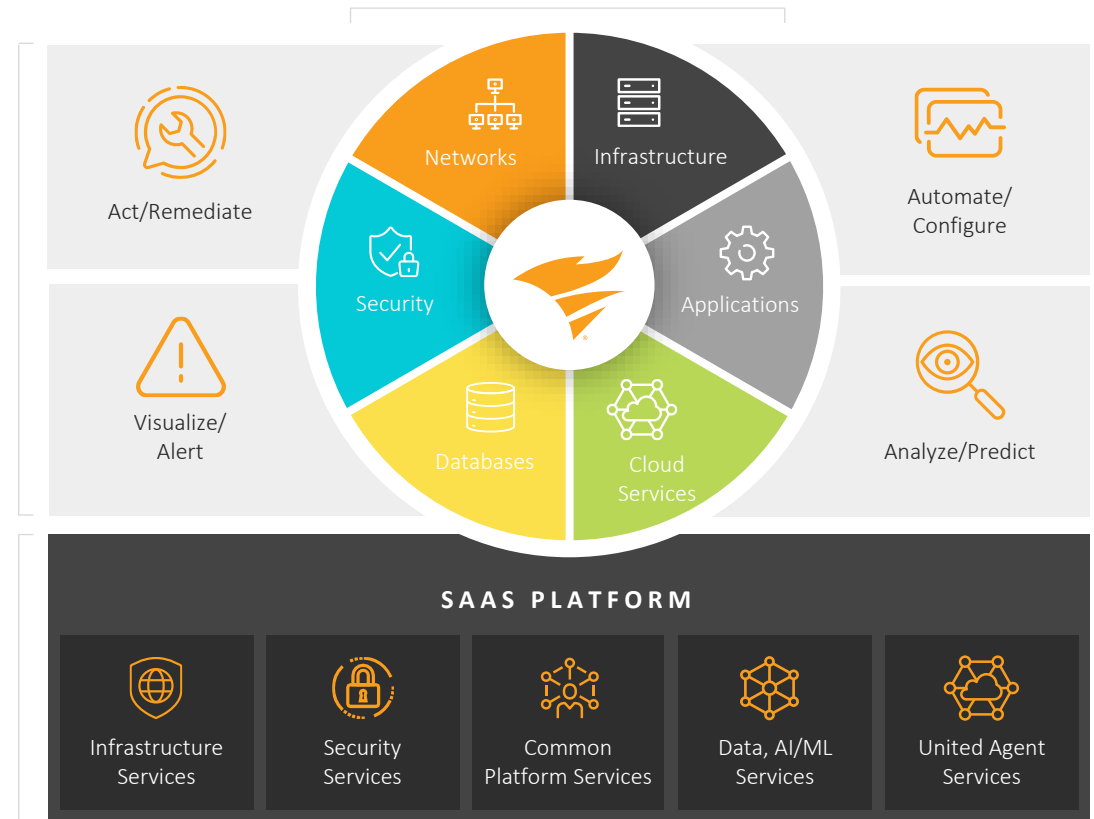 Networks
Infrastructure
Act/Remediate
Automate/
Configure
Security
Applications
Visualize/
Alert
Analyze/Predict
Databases
Cloud
Services
SAAS PLATFORM
Infrastructure
Services
Security
Services
Common
Platform Services
Data, AI/ML
Services
United Agent
Services